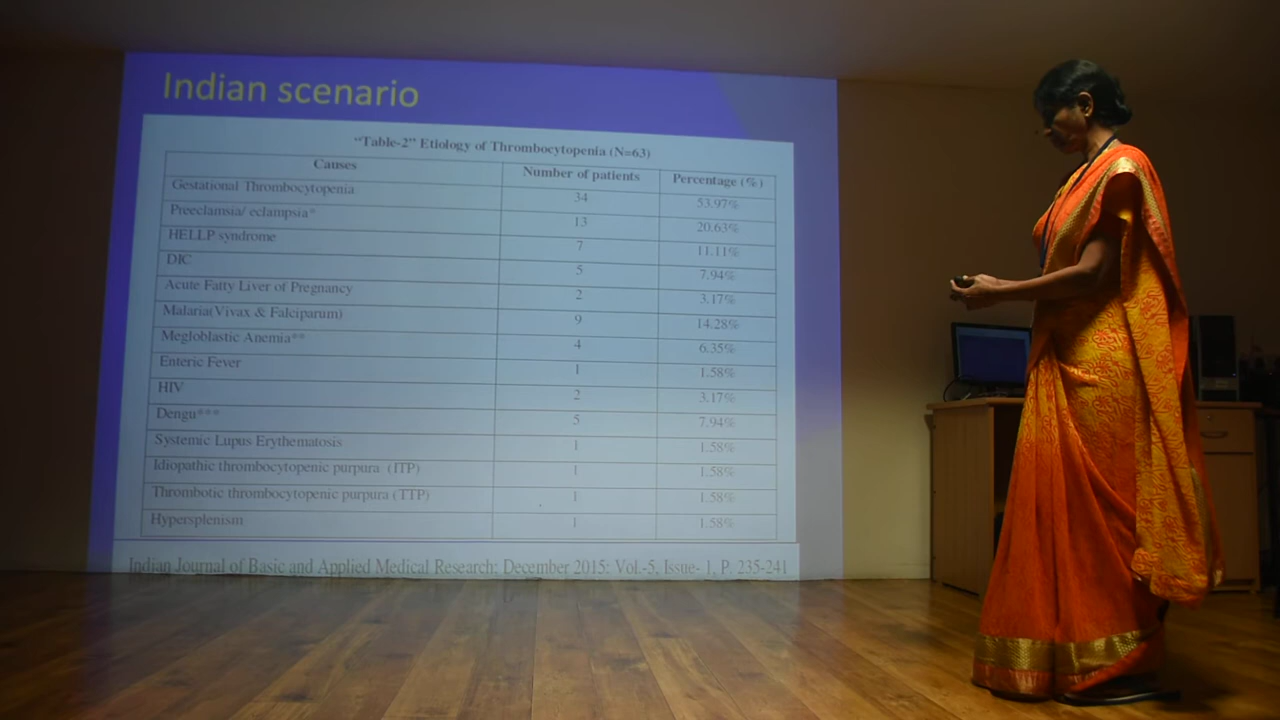 Indian scenario
“Table-2” Etiology of Thrombocytopenia (N=63)
Causes Number of patients Percentage (%)
Gestational Thrombocytopenia 34 53.97%
Preeclamsia/ eclampsia* 13 20.63%
HELLP syndrome 7 11.11%
DIC 5 7.94%
Acute Fatty Liver of Pregnancy 2 3.17%
Malaria(Vivax & Falciparum) 9 14.28%
Megloblastic Anemia** 4 6.35%
Enteric Fever 1 1.58%
HIV 2 3.17%
Dengu*** 5 7.94%
Systemic Lupus Erythematosis 1 1.58%
Idiopathic thrombocytopenic purpura (ITP) 1 1.58%
Thrombotic thrombocytopenic purpura (TTP) 1 1.58%
Hypersplenism 1 1.58%
Indian Journal of Basic and Applied Medical Research: December 2015: Vol.-5, Issue- 1, P. 235-241